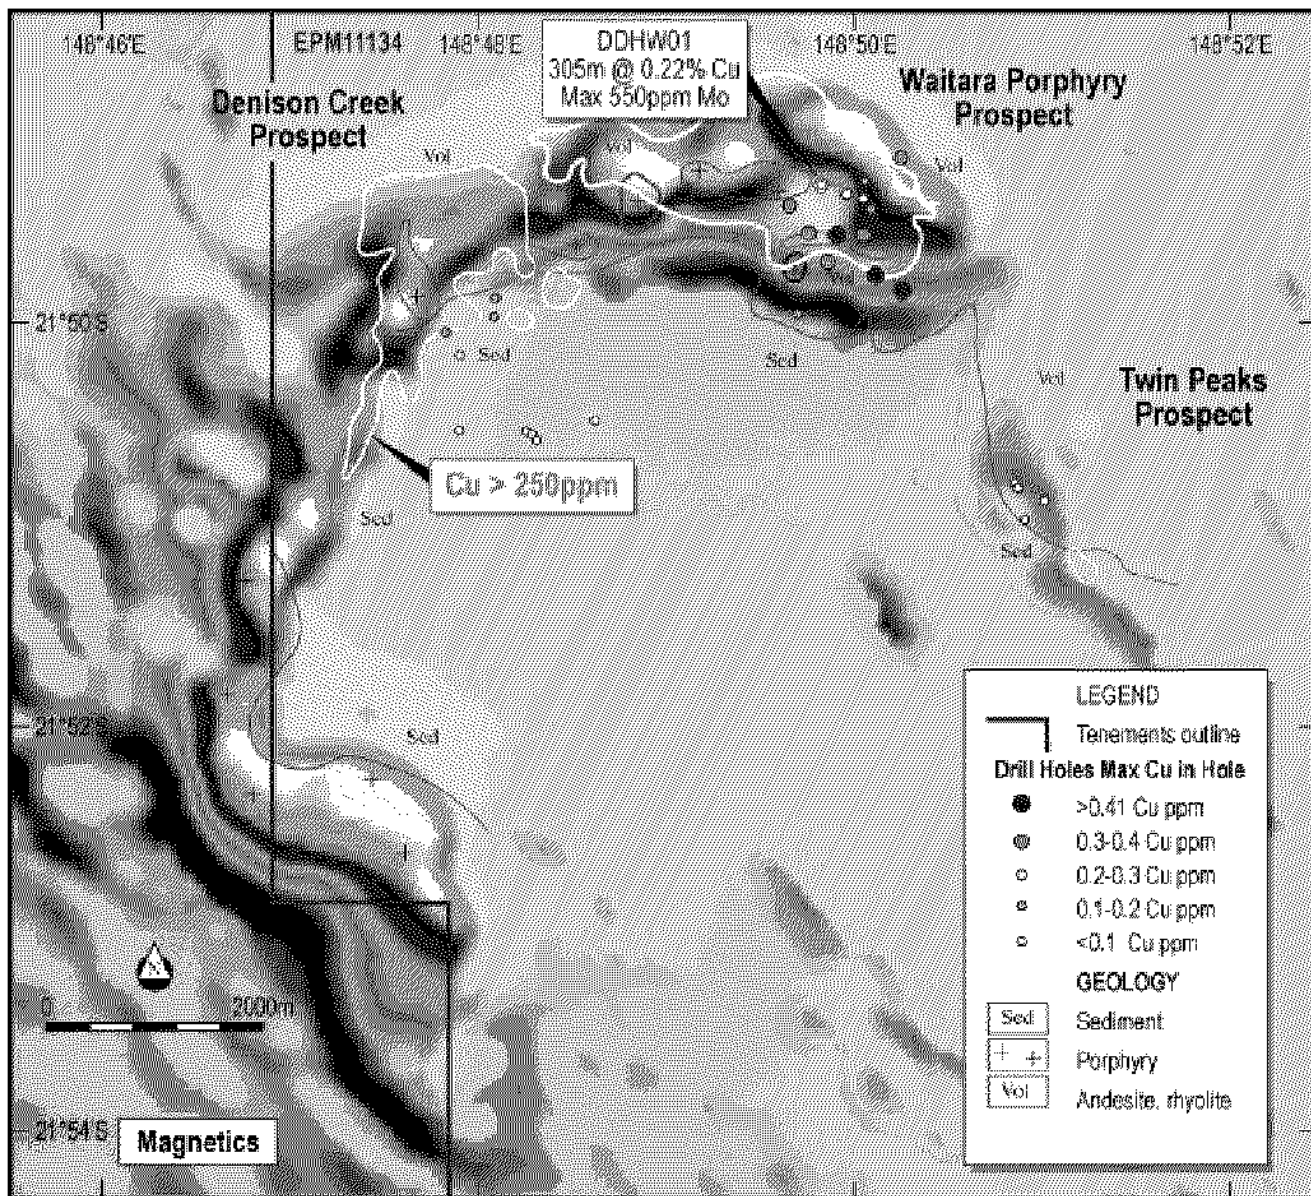 148°46'E
EPM11134
148°48'E
148°50'E
148°52'E
DDHW01
305m @ 0.22% Cu
Max 550ppm Mo
Denison Creek
Prospect
Waitara Porphyry
Prospect
Vol
Vol
Vol
21°50'S
Sed
Sed
Vol
Twin Peaks
Prospect
Cu > 250ppm
Sed
Sed
21°52'S
Sed
N
0
2000m
21°54'S
Magnetics
LEGEND
Tenements outline
Drill Holes Max Cu in Hole
>0.41 Cu ppm
0.3-0.4 Cu ppm
0.2-0.3 Cu ppm
0.1-0.2 Cu ppm
<0.1 Cu ppm
GEOLOGY
Sed Sediment
Porphyry
Vol Andesite, rhyolite